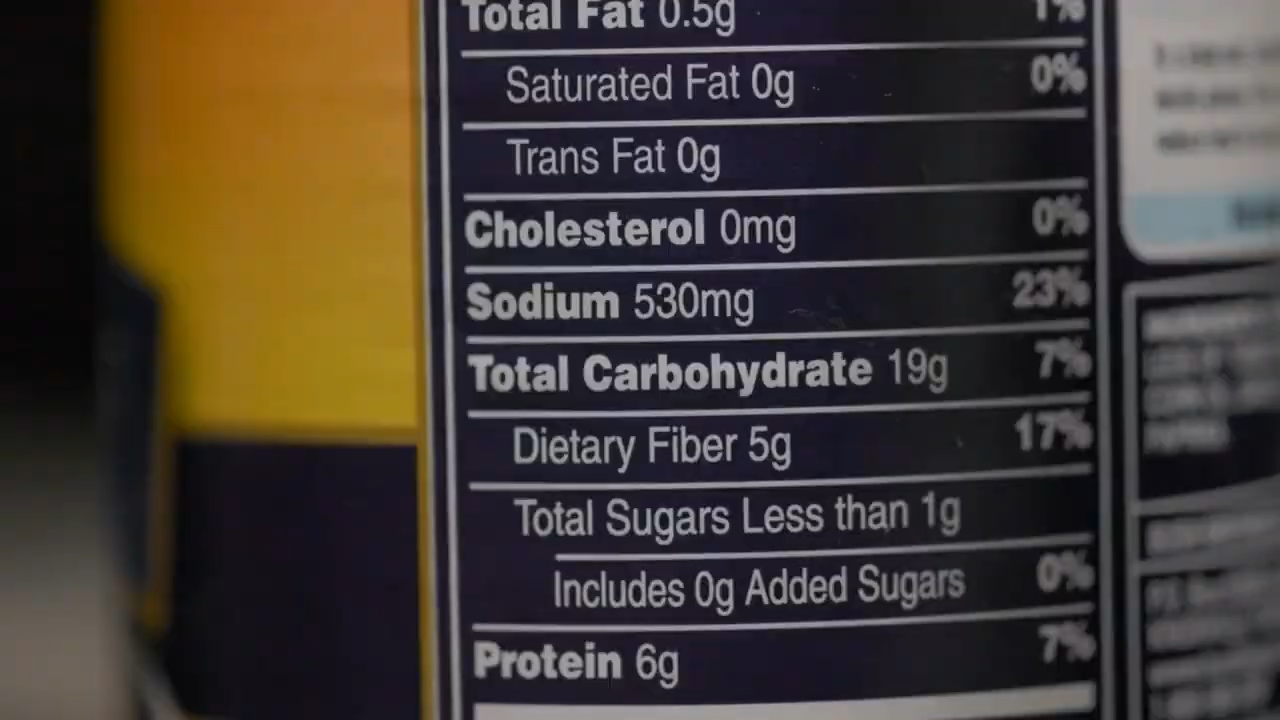 Total Fat 0.5g 1%
Saturated Fat 0g 0%
Trans Fat 0g
Cholesterol 0mg 0%
Sodium 530mg 23%
Total Carbohydrate 19g 7%
Dietary Fiber 5g 17%
Total Sugars Less than 1g
Includes 0g Added Sugars 0%
Protein 6g 7%